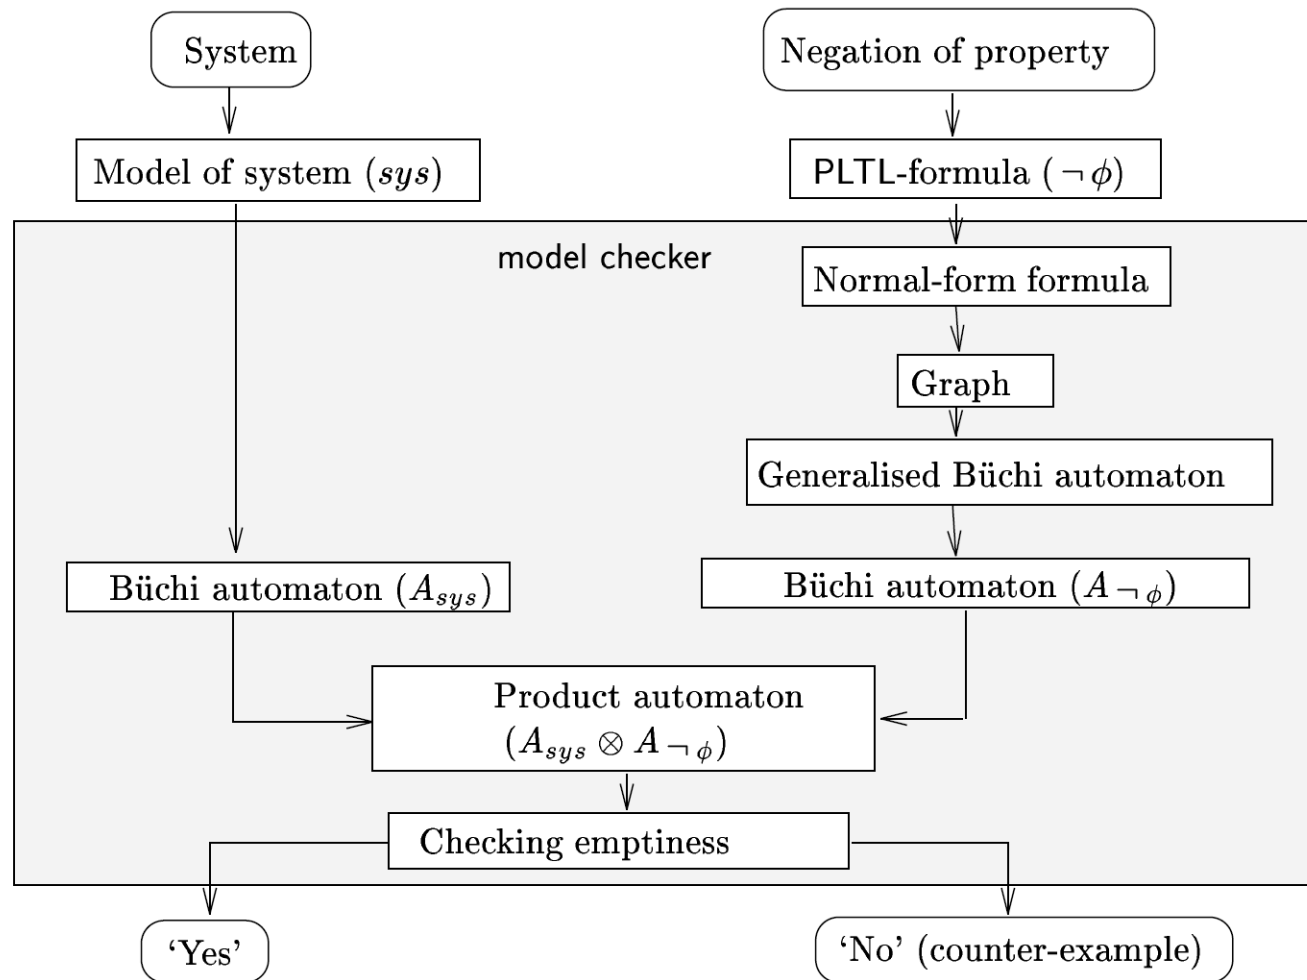 System
Negation of property
Model of system (sys)
PLTL-formula (¬ϕ)
model checker
Normal-form formula
Graph
Generalised Büchi automaton
Büchi automaton (A_sys)
Büchi automaton (A_¬ϕ)
Product automaton
(A_sys ⊗ A_¬ϕ)
Checking emptiness
‘Yes’
‘No’ (counter-example)